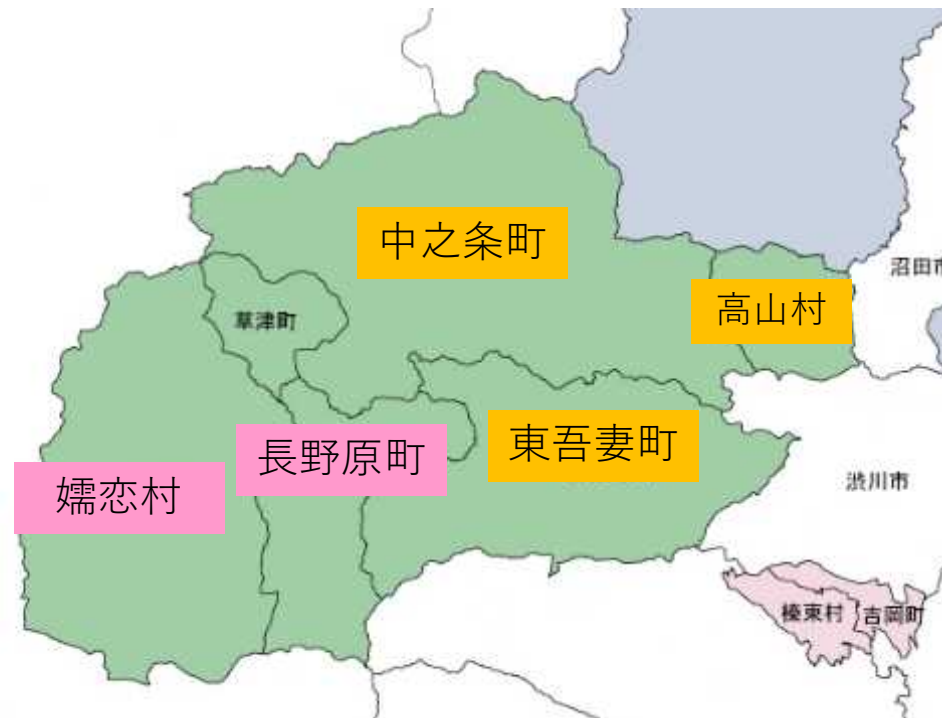 中之条町
沼田市
高山村
草津町
長野原町
東吾妻町
嬬恋村
渋川市
榛東村
吉岡町